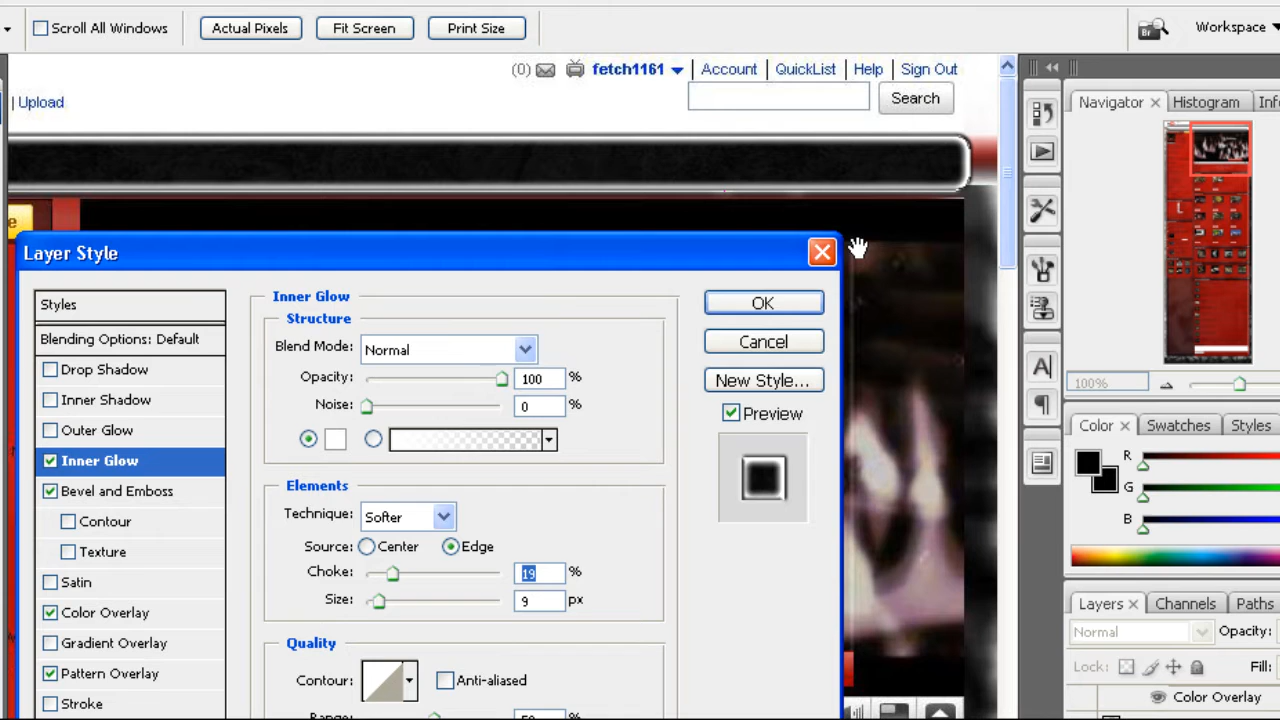 Scroll All Windows
Actual Pixels
Fit Screen
Print Size
Workspace
(0)
fetch1161
Account
QuickList
Help
Sign Out
| Upload
Search
Navigator
Histogram
Layer Style
Styles
Blending Options: Default
Drop Shadow
Inner Shadow
Outer Glow
Inner Glow
Bevel and Emboss
Contour
Texture
Satin
Color Overlay
Gradient Overlay
Pattern Overlay
Stroke
Inner Glow
Structure
Blend Mode: Normal
Opacity: 100 %
Noise: 0 %
Elements
Technique: Softer
Source: Center Edge
Choke: 19 %
Size: 9 px
Quality
Contour: Anti-aliased
Range: 50 %
OK
Cancel
New Style...
Preview
100%
Color
Swatches
Styles
R
G
B
Layers
Channels
Paths
Normal
Opacity:
Lock:
Fill:
Color Overlay